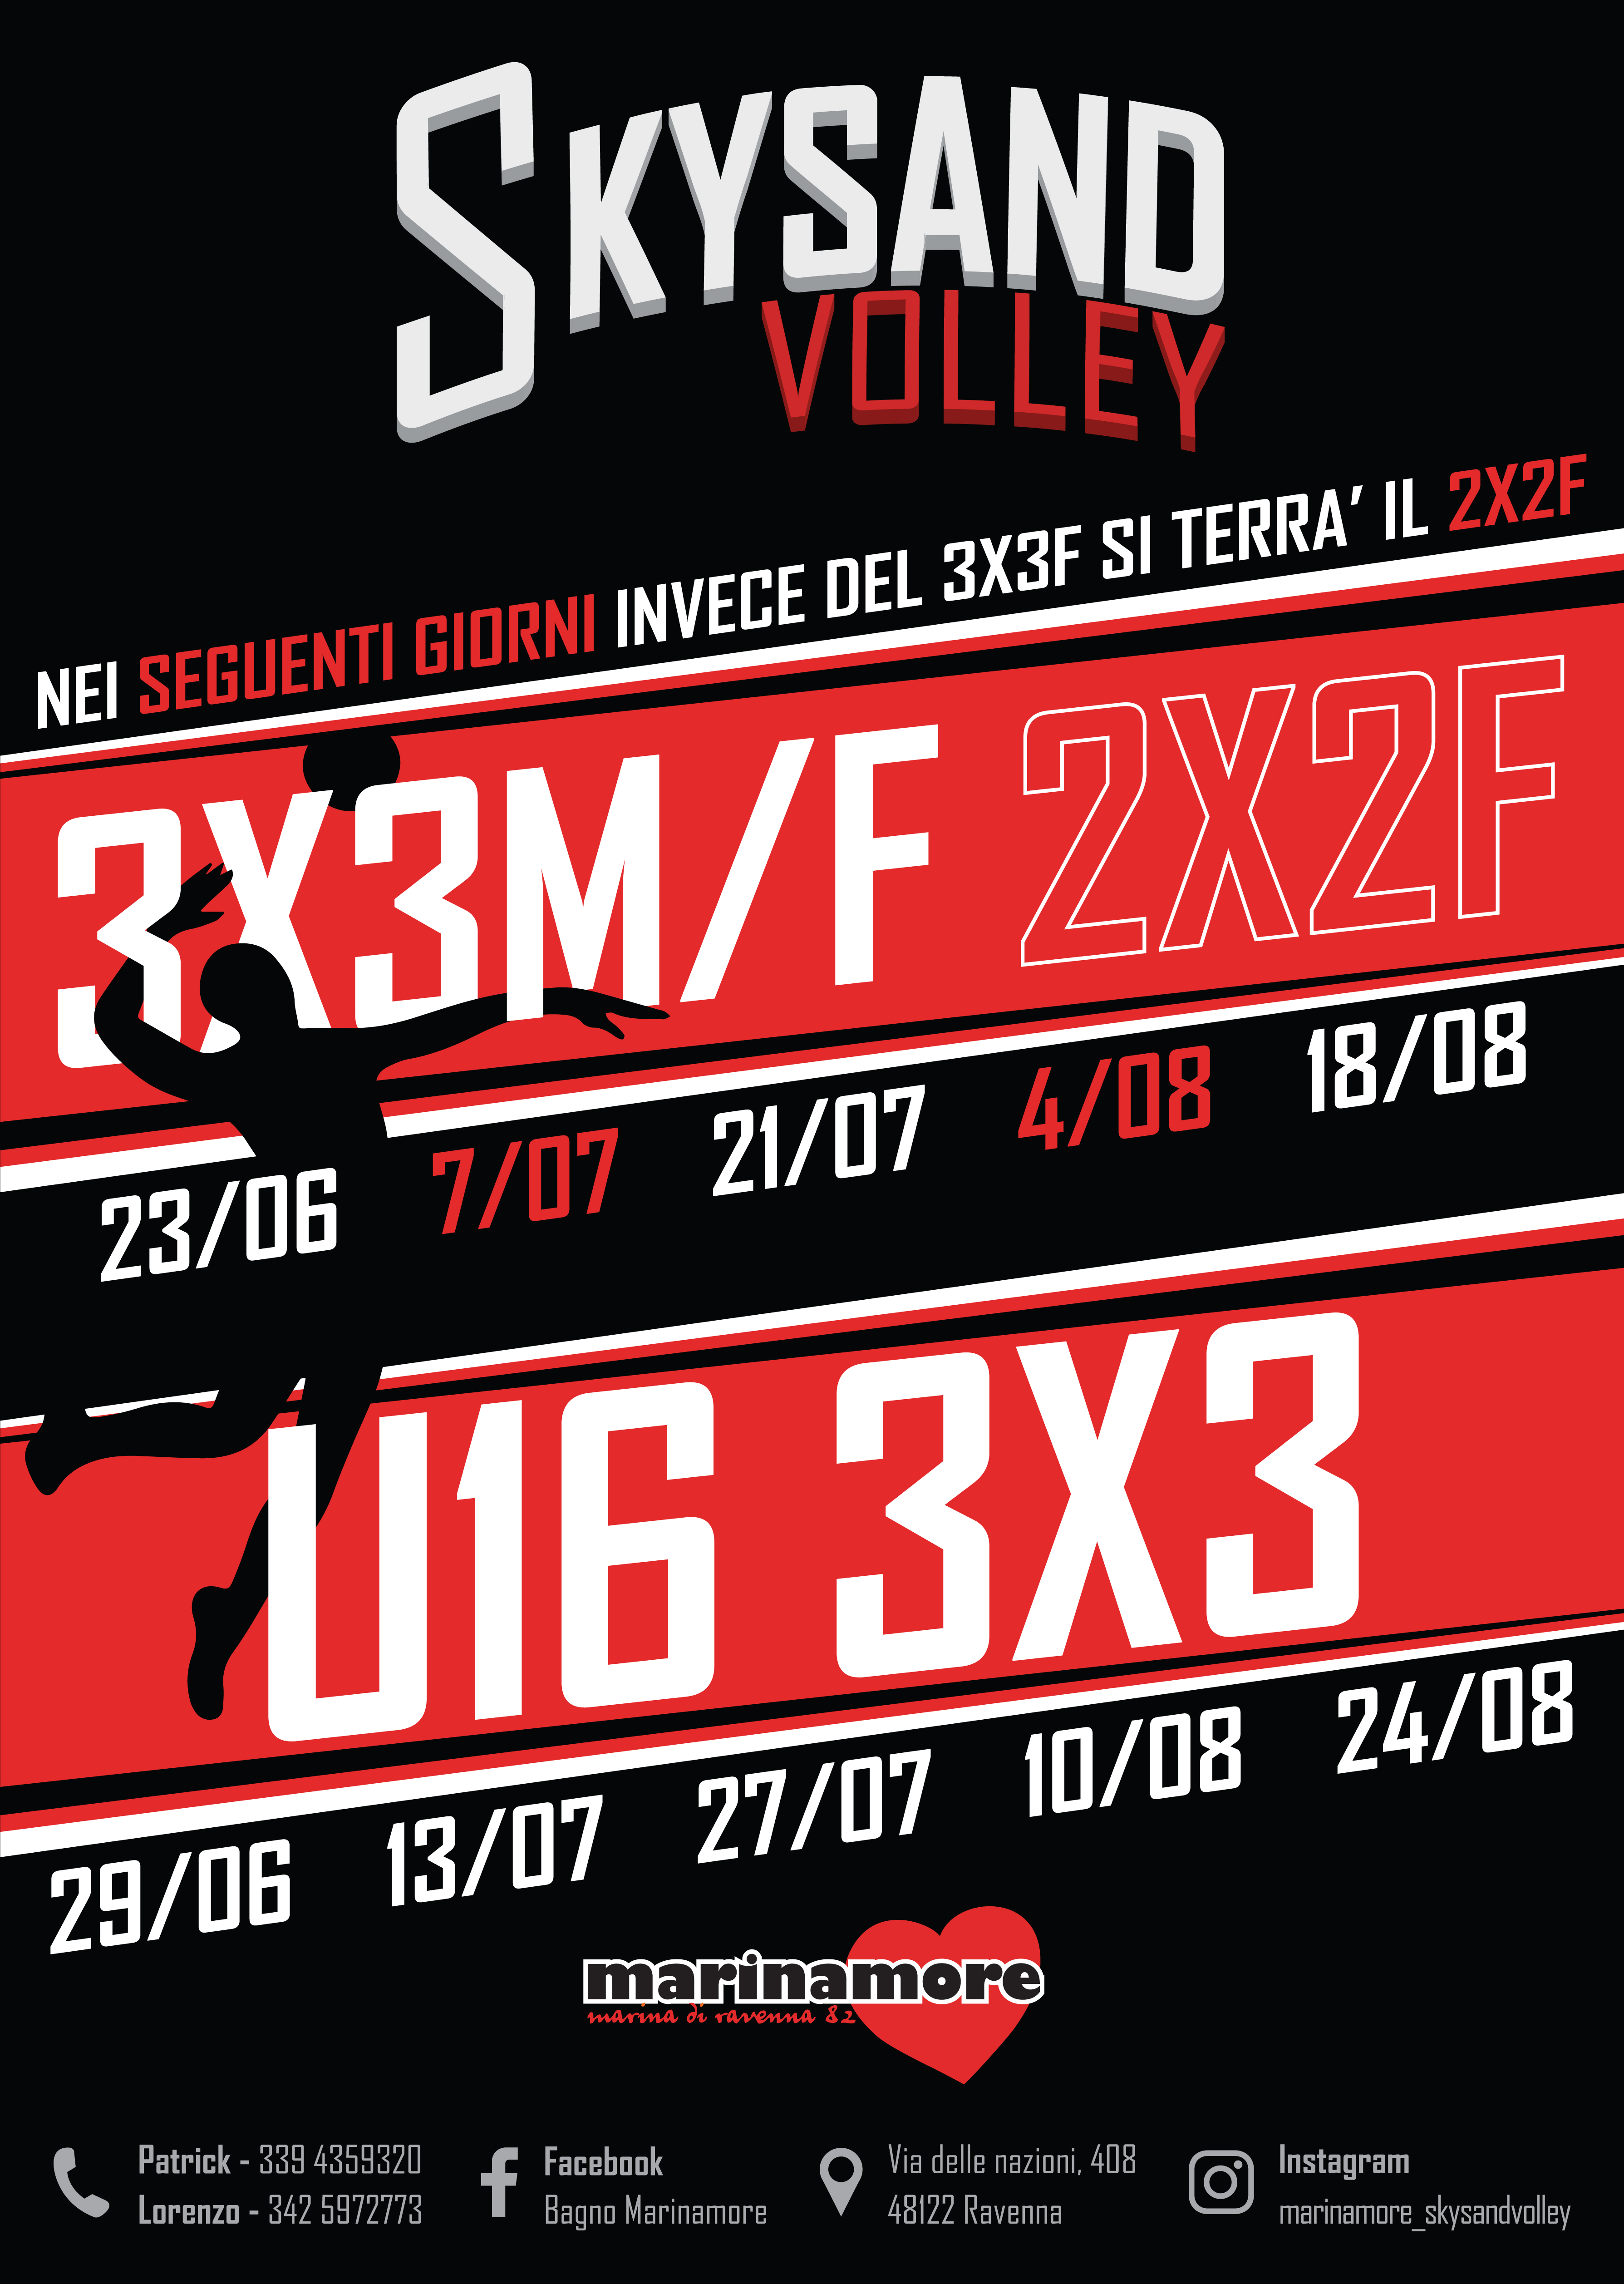 SKYSAND
VOLLEY
NEI SEGUENTI GIORNI INVECE DEL 3X3F SI TERRA' IL 2X2F
3X3M/F 2X2F
23/06 7/07 21/07 4/08 18/08
U16 3X3
29/06 13/07 27/07 10/08 24/08
marinamore
marina di ravenna 82
Patrick - 339 4359320
Lorenzo - 342 5972773
Facebook
Bagno Marinamore
Via delle nazioni, 408
48122 Ravenna
Instagram
marinamore_skysandvolley